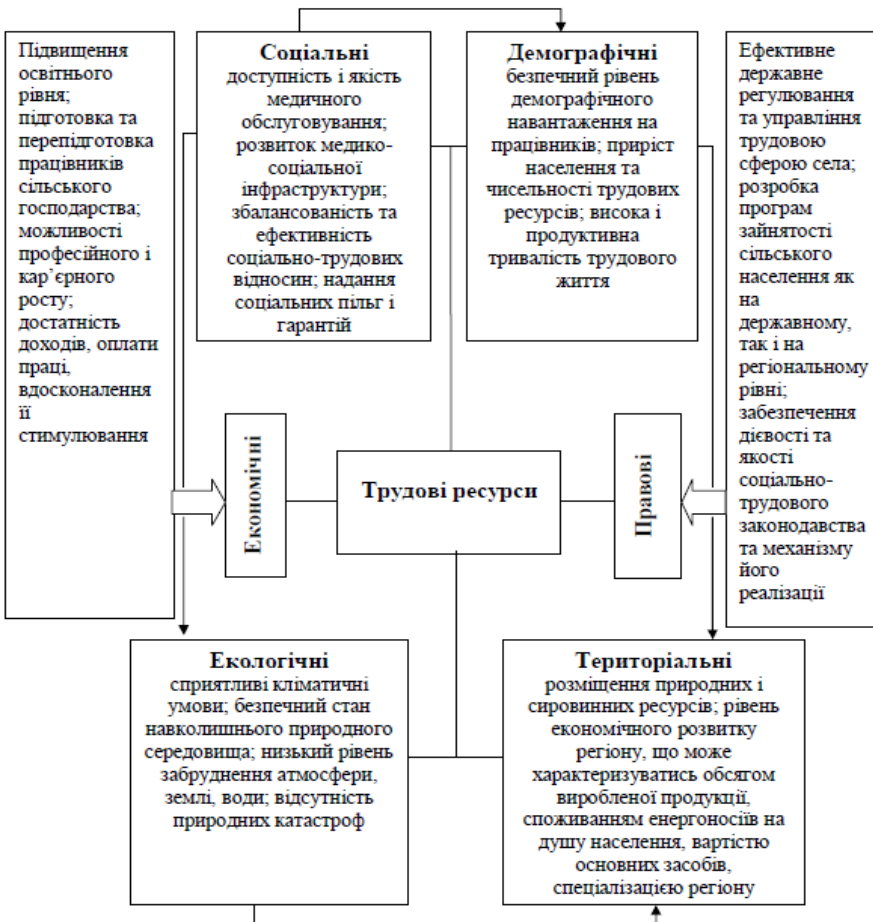 Підвищення
освітнього
рівня;
підготовка та
перепідготовка
працівників
сільського
господарства;
можливості
професійного і
кар’єрного
росту;
достатність
доходів, оплати
праці,
вдосконалення
її
стимулювання
Соціальні
доступність і якість
медичного
обслуговування;
розвиток медико-
соціальної
інфраструктури;
збалансованість та
ефективність
соціально-трудових
відносин; надання
соціальних пільг і
гарантій
Демографічні
безпечний рівень
демографічного
навантаження на
працівників; приріст
населення та
чисельності трудових
ресурсів; висока і
продуктивна
тривалість трудового
життя
Ефективне
державне
регулювання
та управління
трудовою
сферою села;
розробка
програм
зайнятості
сільського
населення як
на
державному,
так і на
регіональному
рівні;
забезпечення
дієвості та
якості
соціально-
трудового
законодавства
та механізму
його
реалізації
Економічні
Трудові ресурси
Правові
Екологічні
сприятливі кліматичні
умови; безпечний стан
навколишнього природного
середовища; низький рівень
забруднення атмосфери,
землі, води; відсутність
природних катастроф
Територіальні
розміщення природних і
сировинних ресурсів; рівень
економічного розвитку
регіону, що може
характеризуватись обсягом
виробленої продукції,
споживанням енергоносіїв на
душу населення, вартістю
основних засобів,
спеціалізацією регіону